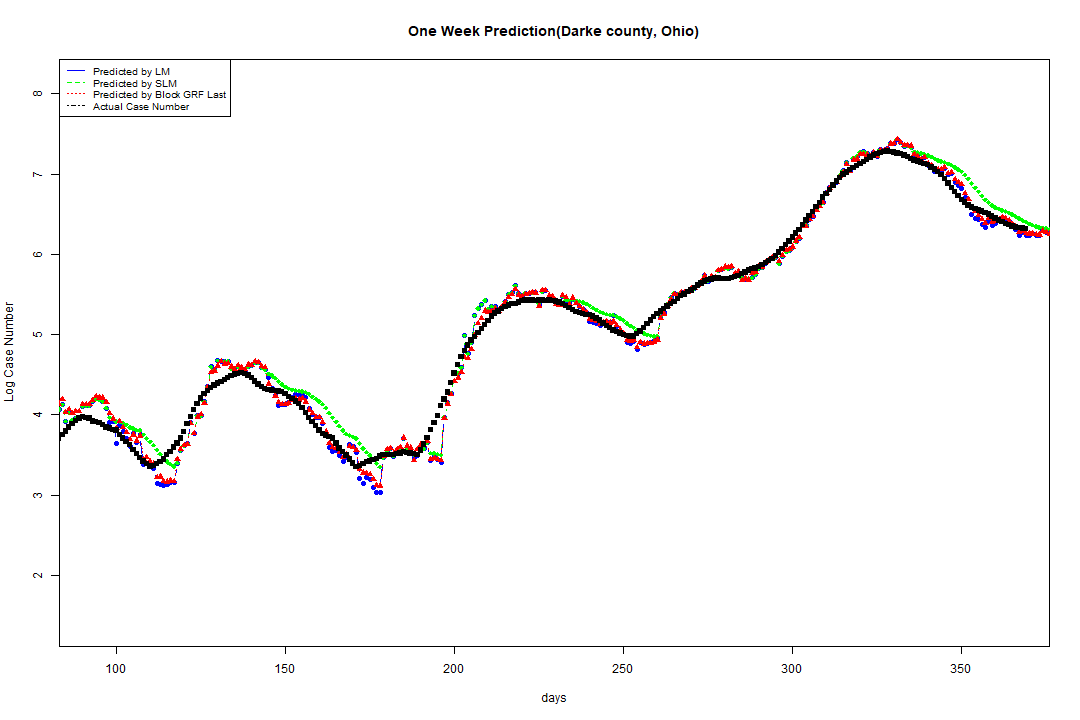 One Week Prediction(Darke county, Ohio)
Predicted by LM
Predicted by SLM
Predicted by Block GRF Last
Actual Case Number
Log Case Number
8
7
6
5
4
3
2
100 150 200 250 300 350
days